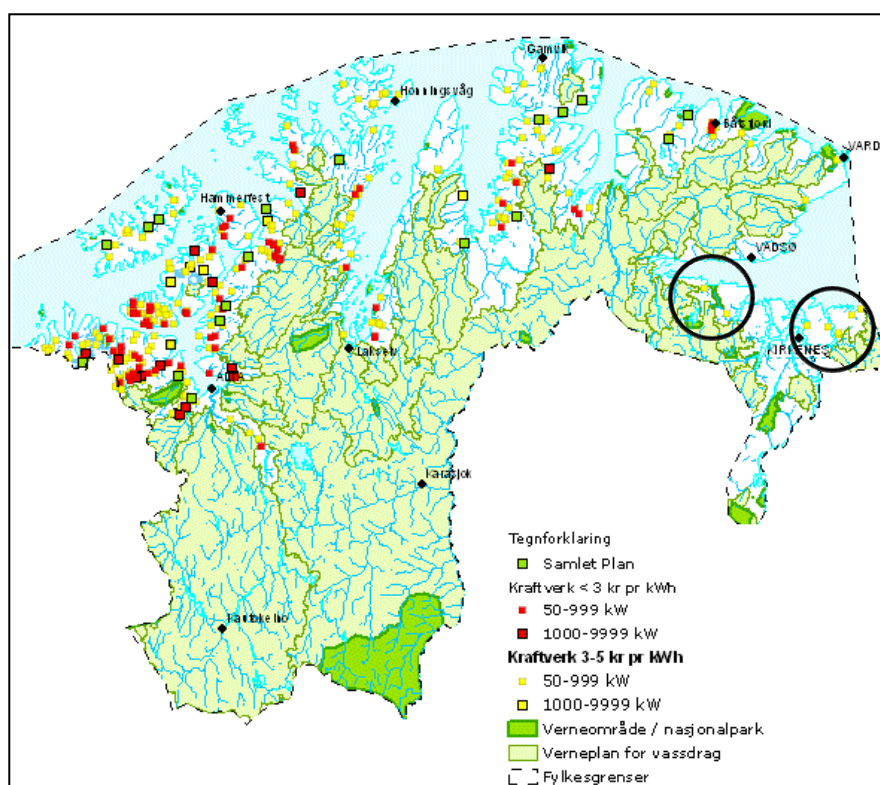 Gamvik
Honningsvåg
Båtsfjord
VARD
Hammerfest
VADSØ
KIRKENES
Lakselv
ALTA
Karasjok
Kautokeino
Tegnforklaring
Samlet Plan
Kraftverk < 3 kr pr kWh
50-999 kW
1000-9999 kW
Kraftverk 3-5 kr pr kWh
50-999 kW
1000-9999 kW
Verneområde / nasjonalpark
Verneplan for vassdrag
Fylkesgrenser